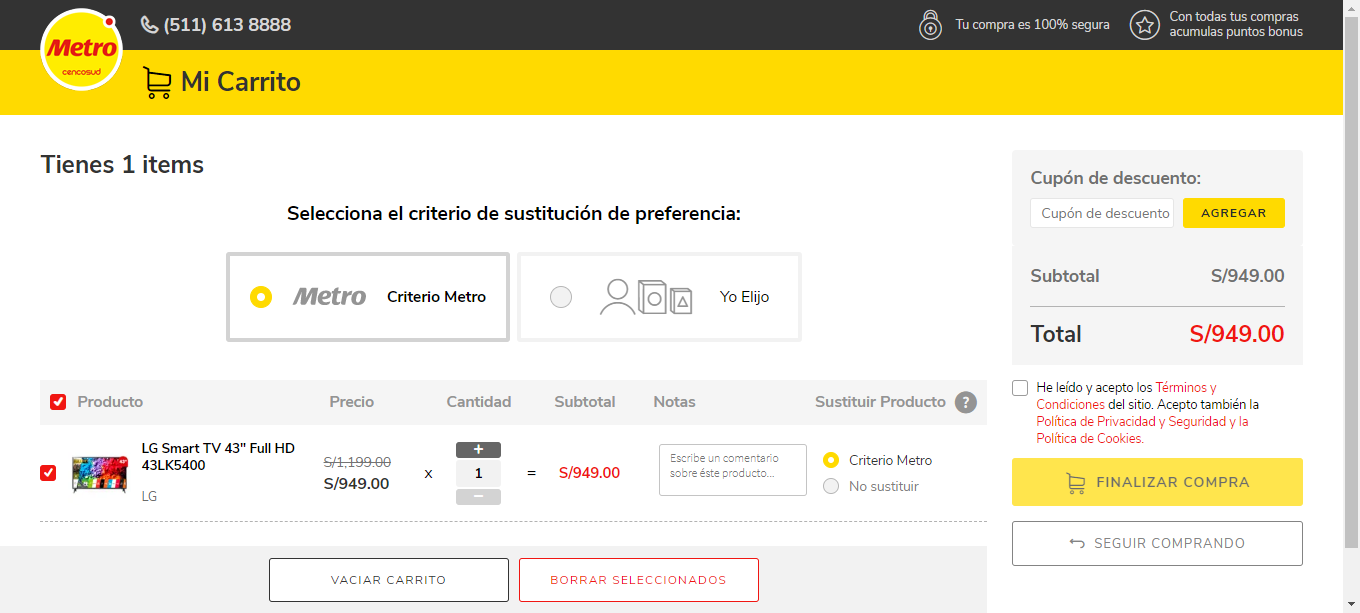 (511) 613 8888
Tu compra es 100% segura
Con todas tus compras
acumulas puntos bonus
Metro
cencosud
Mi Carrito
Tienes 1 items
Selecciona el criterio de sustitución de preferencia:
Metro Criterio Metro
Yo Elijo
Producto Precio Cantidad Subtotal Notas Sustituir Producto ?
LG Smart TV 43" Full HD
43LK5400
LG
S/1,199.00
S/949.00
x
+
1
−
=
S/949.00
Escribe un comentario
sobre éste producto...
Criterio Metro
No sustituir
VACIAR CARRITO
BORRAR SELECCIONADOS
Cupón de descuento:
Cupón de descuento
AGREGAR
Subtotal S/949.00
Total S/949.00
He leído y acepto los Términos y
Condiciones del sitio. Acepto también la
Política de Privacidad y Seguridad y la
Política de Cookies.
FINALIZAR COMPRA
SEGUIR COMPRANDO